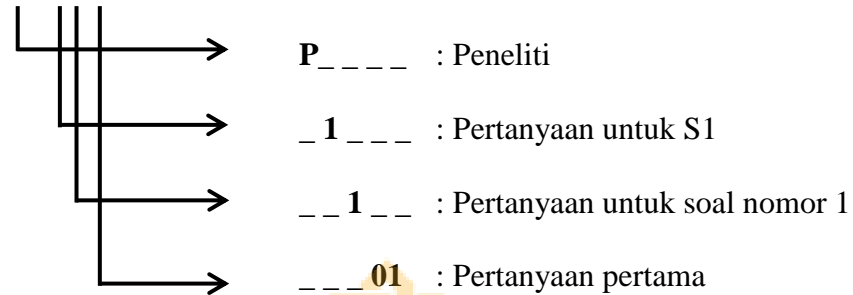 P_ _ _ _ : Peneliti
_ 1 _ _ _ : Pertanyaan untuk S1
_ _ 1 _ _ : Pertanyaan untuk soal nomor 1
_ _ _ 01 : Pertanyaan pertama